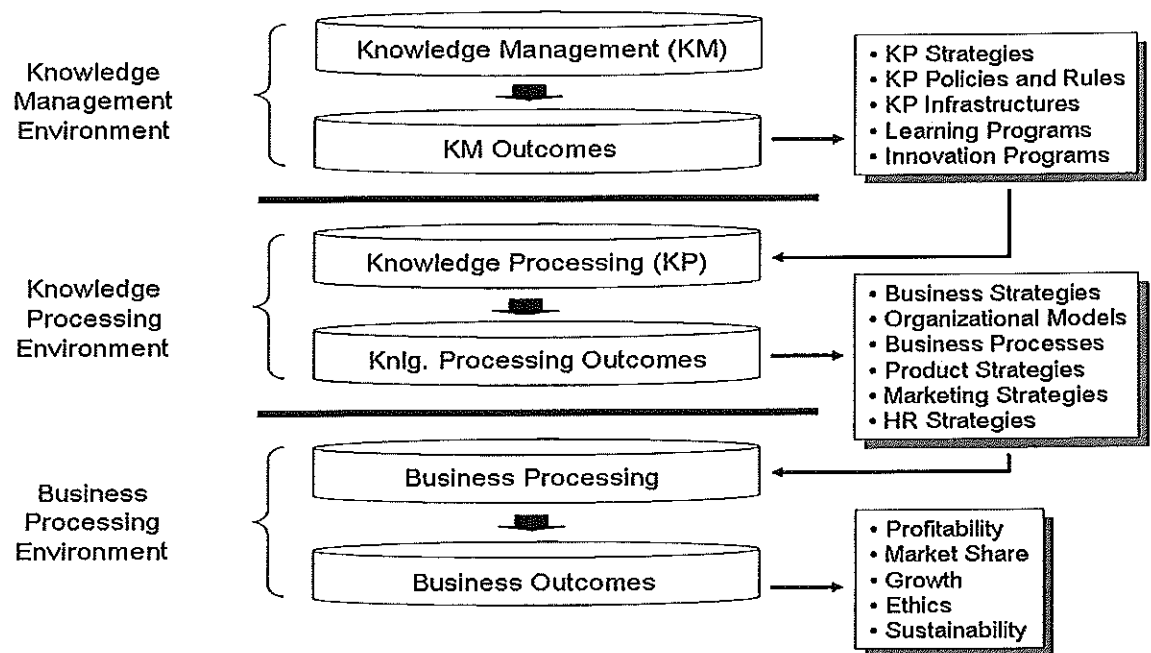 Knowledge
Management
Environment
Knowledge Management (KM)
KM Outcomes
• KP Strategies
• KP Policies and Rules
• KP Infrastructures
• Learning Programs
• Innovation Programs
Knowledge
Processing
Environment
Knowledge Processing (KP)
Knlg. Processing Outcomes
• Business Strategies
• Organizational Models
• Business Processes
• Product Strategies
• Marketing Strategies
• HR Strategies
Business
Processing
Environment
Business Processing
Business Outcomes
• Profitability
• Market Share
• Growth
• Ethics
• Sustainability